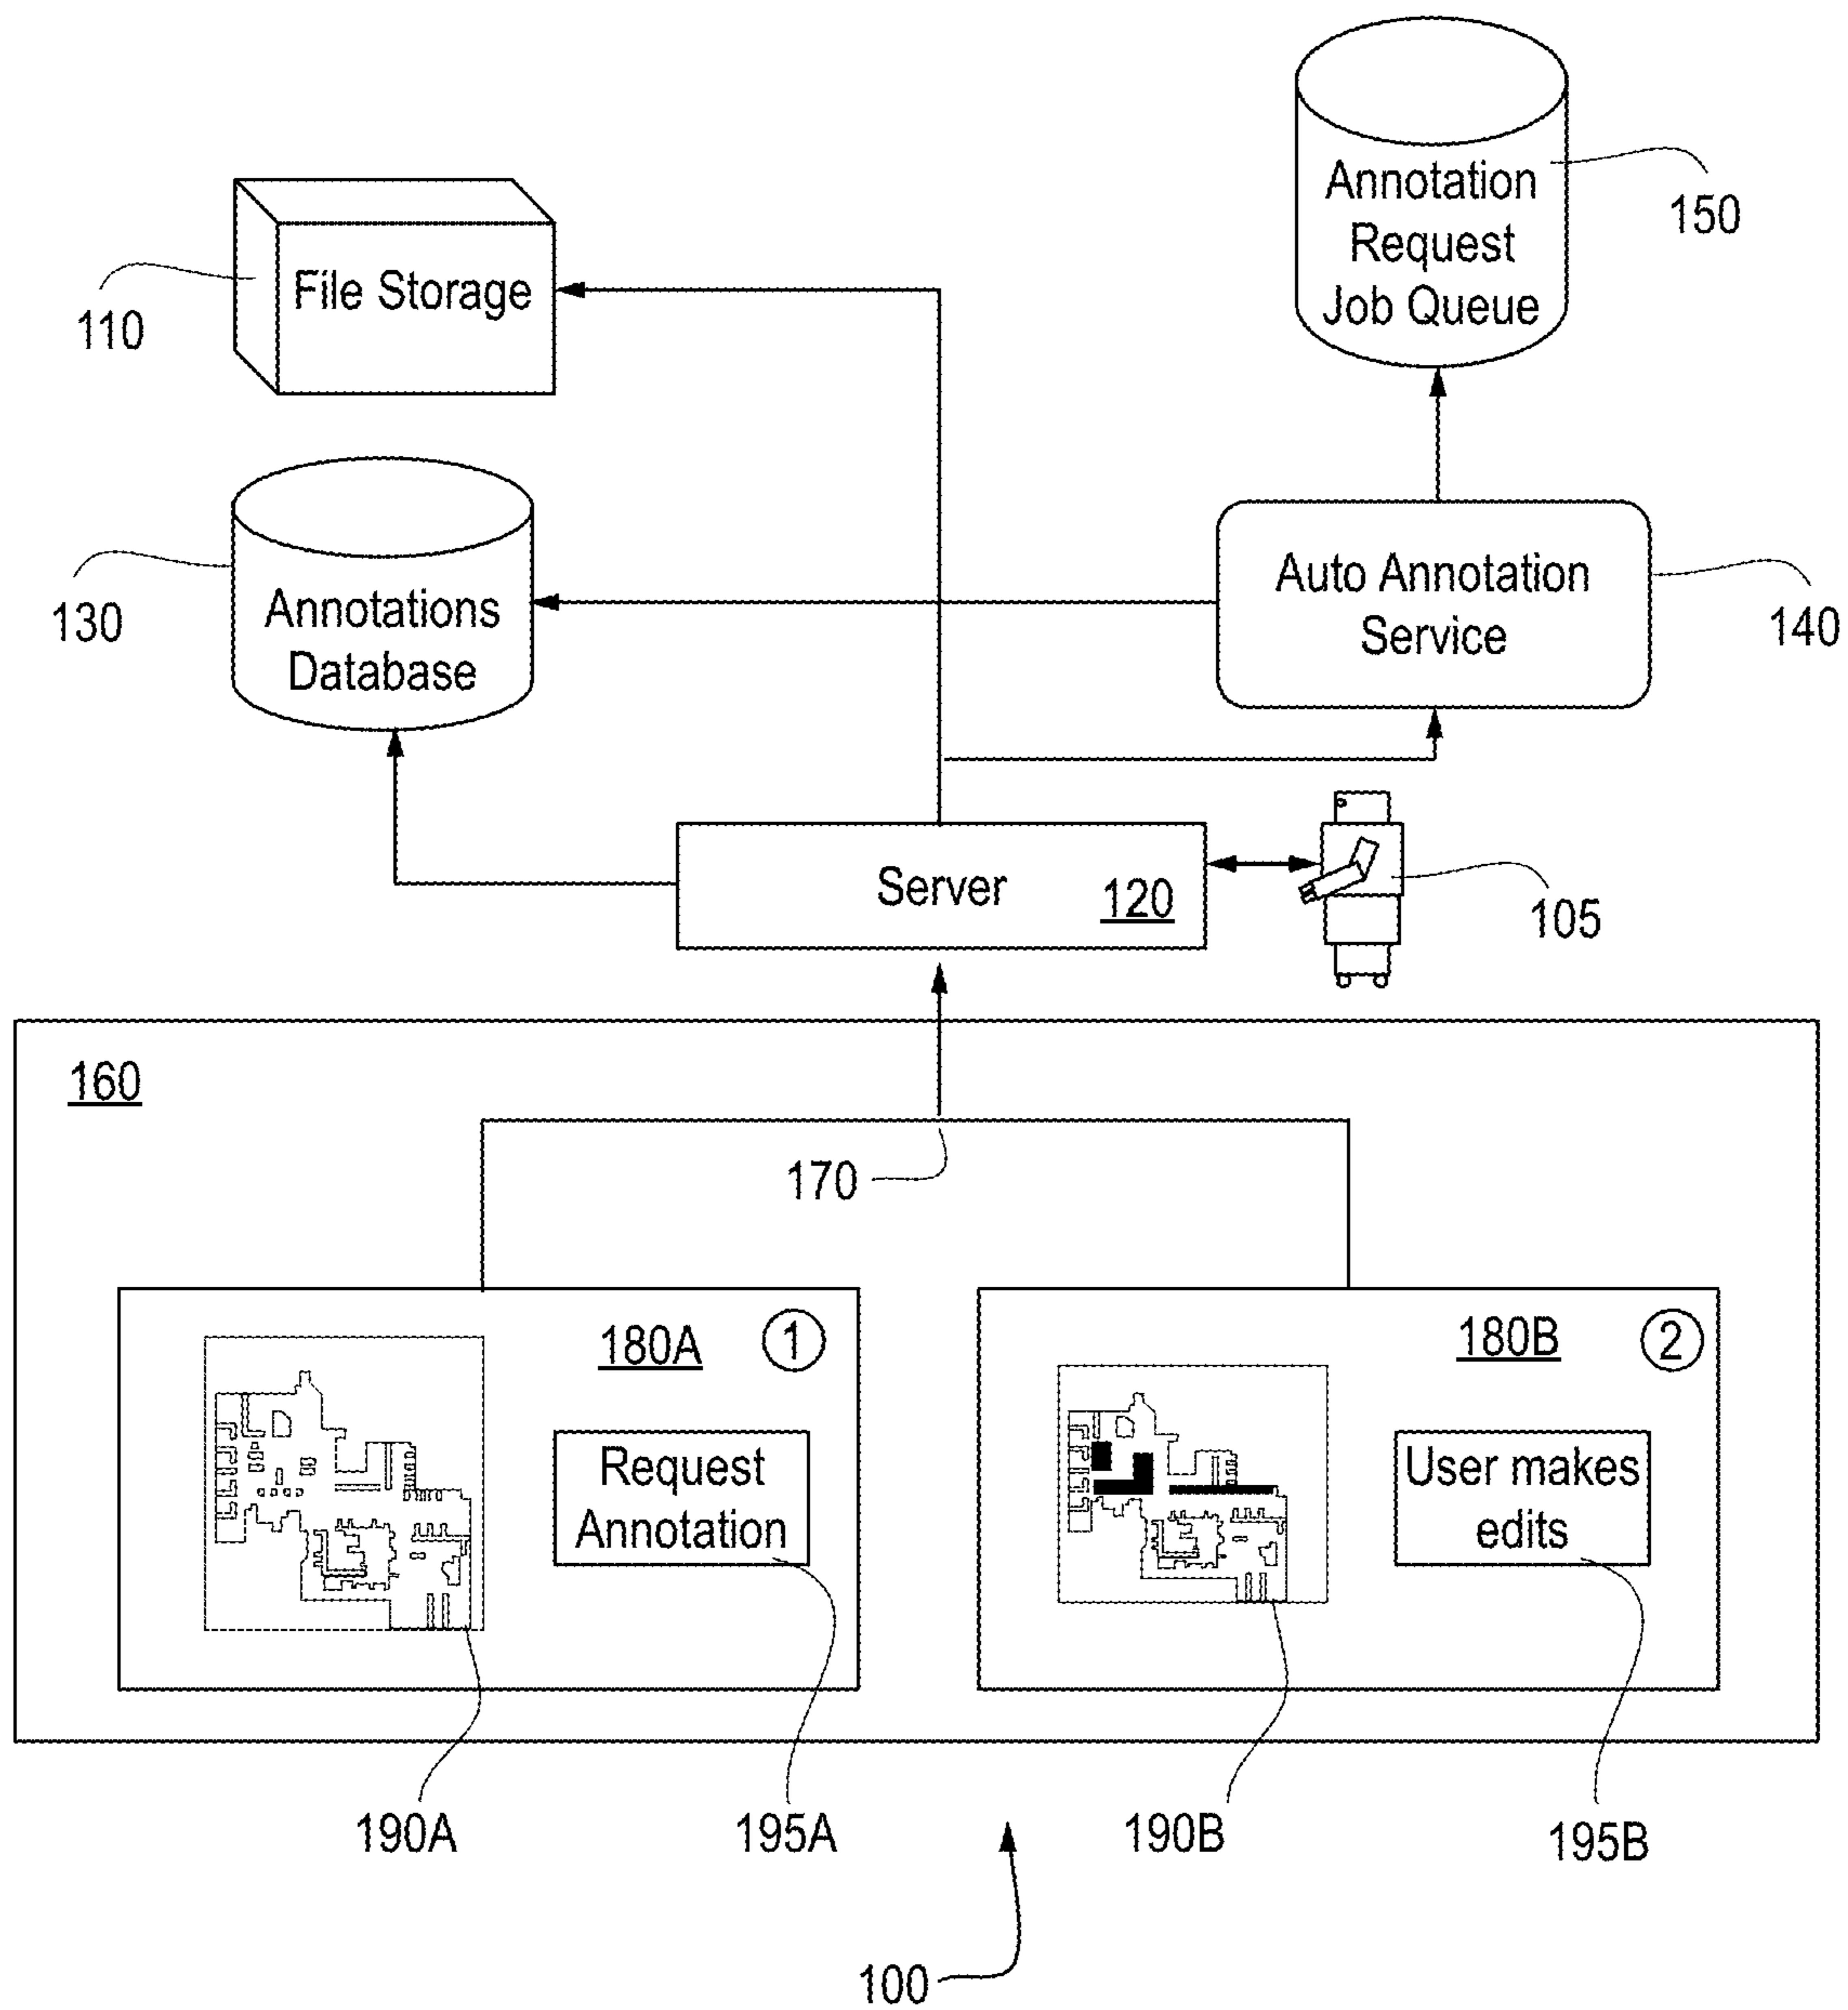 Annotation
Request
Job Queue
150
File Storage
110
Auto Annotation
Service
140
Annotations
Database
130
Server
120
105
160
170
180A
1
Request
Annotation
180B
2
User makes
edits
190A
195A
190B
195B
100